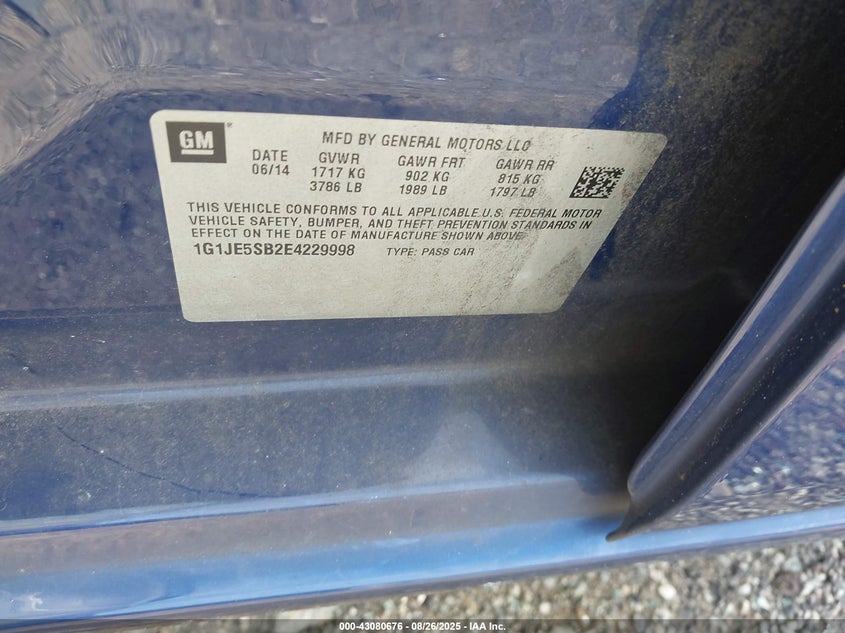 GM
MFD BY GENERAL MOTORS LLC
DATE GVWR GAWR FRT GAWR RR
06/14 1717 KG 902 KG 815 KG
3786 LB 1989 LB 1797 LB
THIS VEHICLE CONFORMS TO ALL APPLICABLE U.S. FEDERAL MOTOR
VEHICLE SAFETY, BUMPER, AND THEFT PREVENTION STANDARDS IN
EFFECT ON THE DATE OF MANUFACTURE SHOWN ABOVE.
1G1JE5SB2E4229998 TYPE: PASS CAR
000-43080676 - 08/26/2025 - IAA Inc.